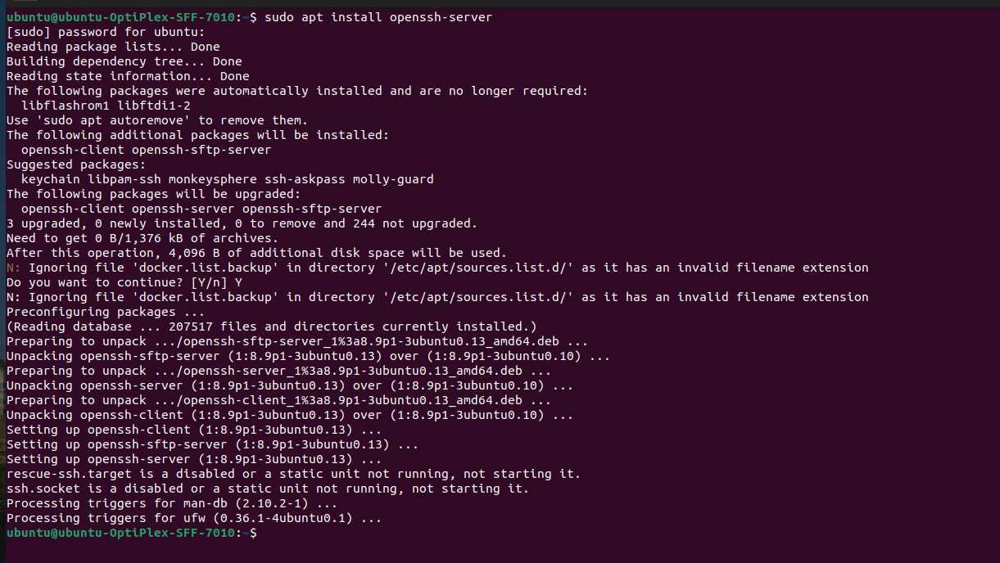 ubuntu@ubuntu-OptiPlex-SFF-7010:~$ sudo apt install openssh-server
[sudo] password for ubuntu:
Reading package lists... Done
Building dependency tree... Done
Reading state information... Done
The following packages were automatically installed and are no longer required:
  libflashrom1 libftdi1-2
Use 'sudo apt autoremove' to remove them.
The following additional packages will be installed:
  openssh-client openssh-sftp-server
Suggested packages:
  keychain libpam-ssh monkeysphere ssh-askpass molly-guard
The following packages will be upgraded:
  openssh-client openssh-server openssh-sftp-server
3 upgraded, 0 newly installed, 0 to remove and 244 not upgraded.
Need to get 0 B/1,376 kB of archives.
After this operation, 4,096 B of additional disk space will be used.
N: Ignoring file 'docker.list.backup' in directory '/etc/apt/sources.list.d/' as it has an invalid filename extension
Do you want to continue? [Y/n] Y
N: Ignoring file 'docker.list.backup' in directory '/etc/apt/sources.list.d/' as it has an invalid filename extension
Preconfiguring packages ...
(Reading database ... 207517 files and directories currently installed.)
Preparing to unpack .../openssh-sftp-server_1%3a8.9p1-3ubuntu0.13_amd64.deb ...
Unpacking openssh-sftp-server (1:8.9p1-3ubuntu0.13) over (1:8.9p1-3ubuntu0.10) ...
Preparing to unpack .../openssh-server_1%3a8.9p1-3ubuntu0.13_amd64.deb ...
Unpacking openssh-server (1:8.9p1-3ubuntu0.13) over (1:8.9p1-3ubuntu0.10) ...
Preparing to unpack .../openssh-client_1%3a8.9p1-3ubuntu0.13_amd64.deb ...
Unpacking openssh-client (1:8.9p1-3ubuntu0.13) over (1:8.9p1-3ubuntu0.10) ...
Setting up openssh-client (1:8.9p1-3ubuntu0.13) ...
Setting up openssh-sftp-server (1:8.9p1-3ubuntu0.13) ...
Setting up openssh-server (1:8.9p1-3ubuntu0.13) ...
rescue-ssh.target is a disabled or a static unit not running, not starting it.
ssh.socket is a disabled or a static unit not running, not starting it.
Processing triggers for man-db (2.10.2-1) ...
Processing triggers for ufw (0.36.1-4ubuntu0.1) ...
ubuntu@ubuntu-OptiPlex-SFF-7010:~$